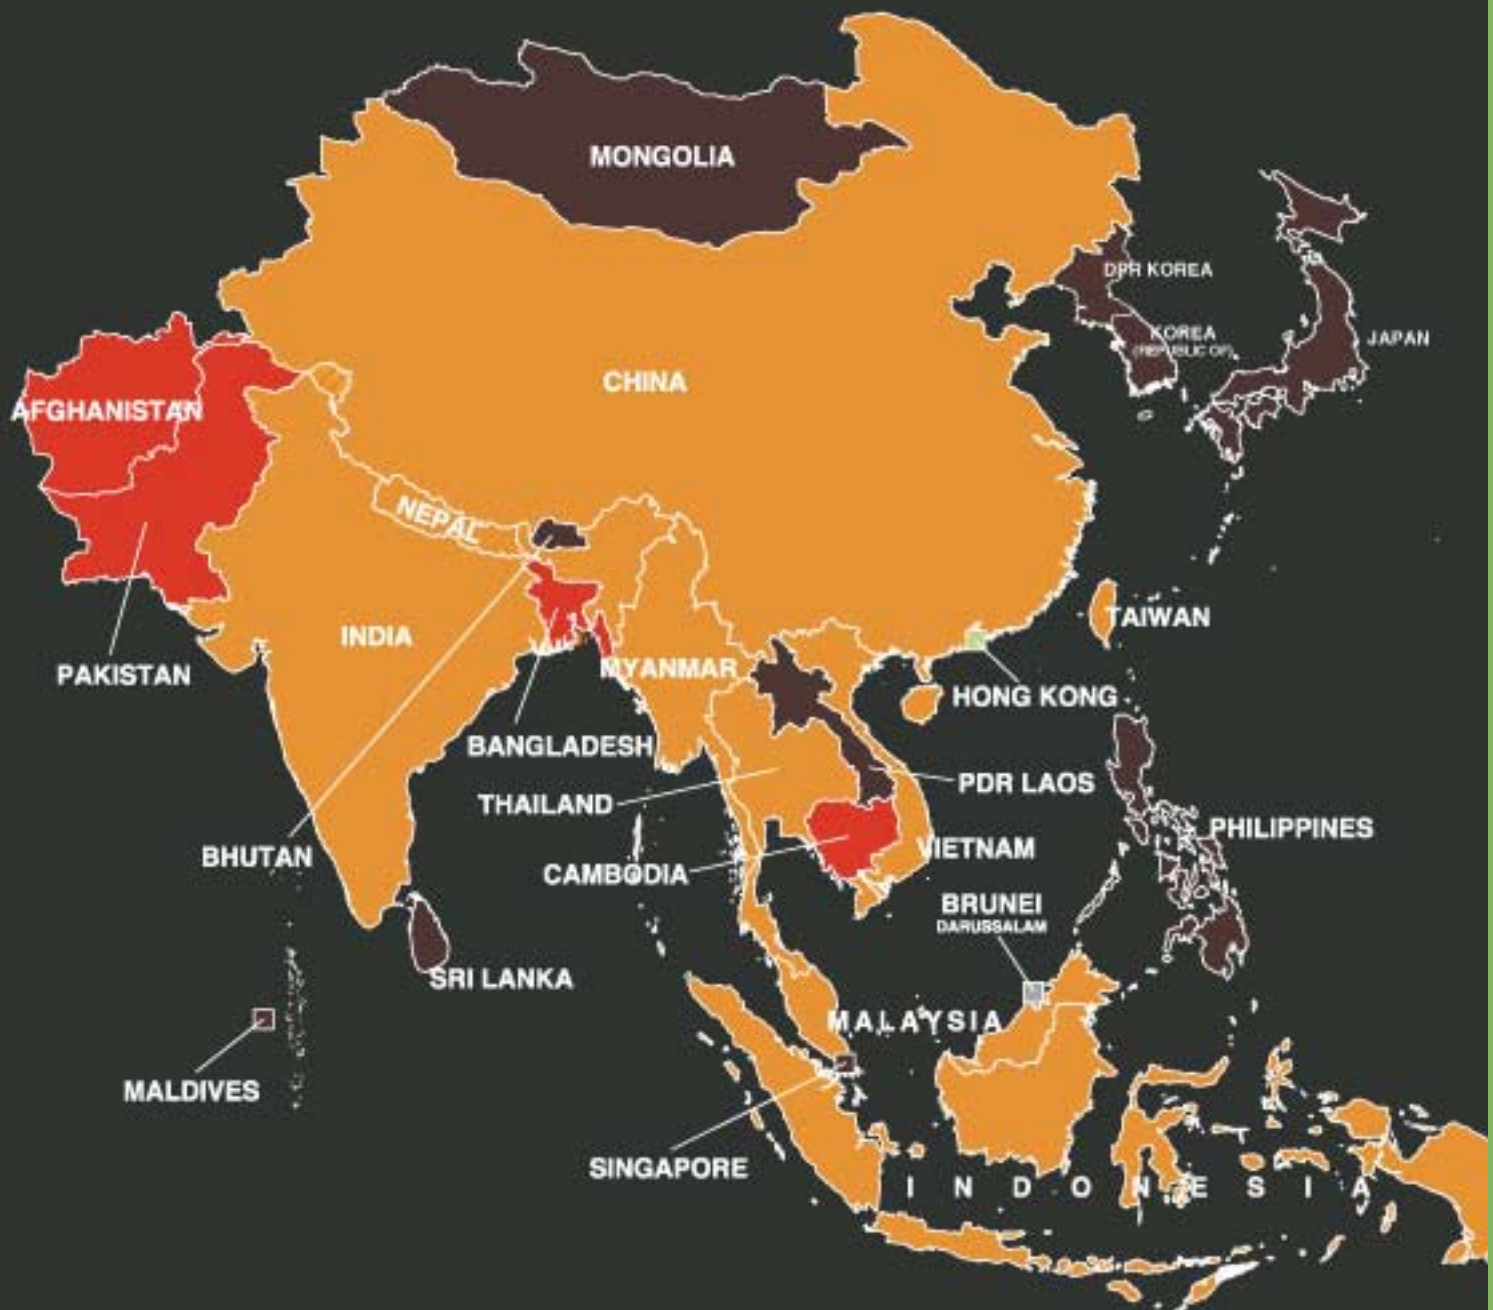 MONGOLIA
DPR KOREA
KOREA
(REPUBLIC OF)
JAPAN
CHINA
AFGHANISTAN
NEPAL
TAIWAN
INDIA
PAKISTAN
MYANMAR
HONG KONG
BANGLADESH
PDR LAOS
THAILAND
PHILIPPINES
VIETNAM
BHUTAN
CAMBODIA
BRUNEI
DARUSSALAM
SRI LANKA
MALAYSIA
MALDIVES
SINGAPORE
INDONESIA